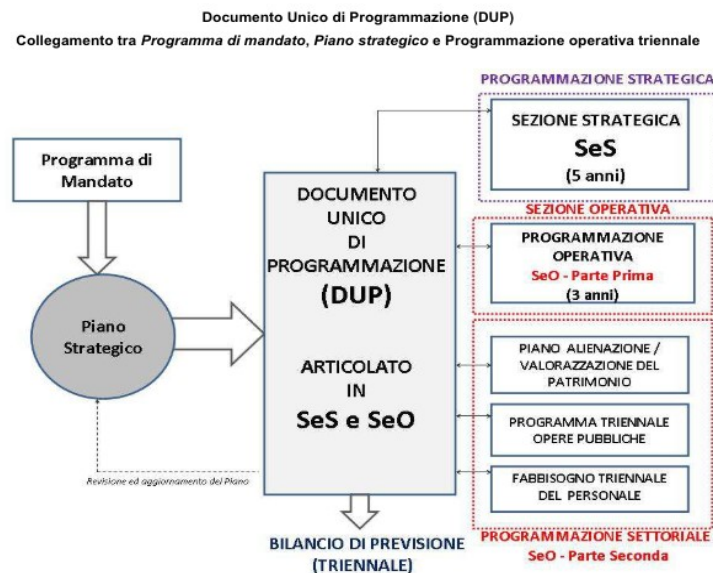 Documento Unico di Programmazione (DUP)
Collegamento tra Programma di mandato, Piano strategico e Programmazione operativa triennale
Programma di
Mandato
Piano
Strategico
Revisione ed aggiornamento del Piano
DOCUMENTO
UNICO
DI
PROGRAMMAZIONE
(DUP)
ARTICOLATO
IN
SeS e SeO
BILANCIO DI PREVISIONE
(TRIENNALE)
PROGRAMMAZIONE STRATEGICA
SEZIONE STRATEGICA
SeS
(5 anni)
SEZIONE OPERATIVA
PROGRAMMAZIONE
OPERATIVA
SeO - Parte Prima
(3 anni)
PIANO ALIENAZIONE /
VALORAZZAZIONE DEL
PATRIMONIO
PROGRAMMA TRIENNALE
OPERE PUBBLICHE
FABBISOGNO TRIENNALE
DEL PERSONALE
PROGRAMMAZIONE SETTORIALE
SeO - Parte Seconda